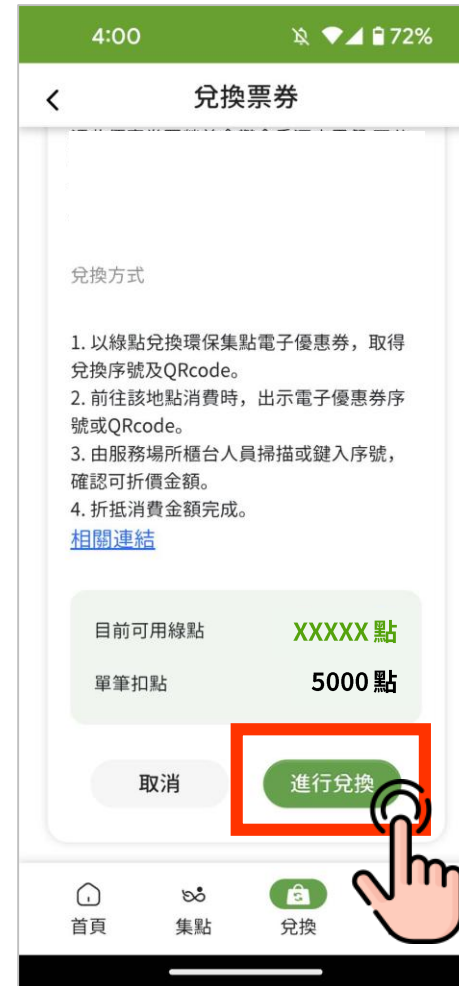 4:00
72%
兌換票券
兌換方式
1. 以綠點兌換環保集點電子優惠券，取得
兌換序號及QRcode。
2. 前往該地點消費時，出示電子優惠券序
號或QRcode。
3. 由服務場所櫃台人員掃描或鍵入序號，
確認可折價金額。
4. 折抵消費金額完成。
相關連結
目前可用綠點
XXXXX 點
單筆扣點
5000 點
取消
進行兌換
首頁
集點
兌換